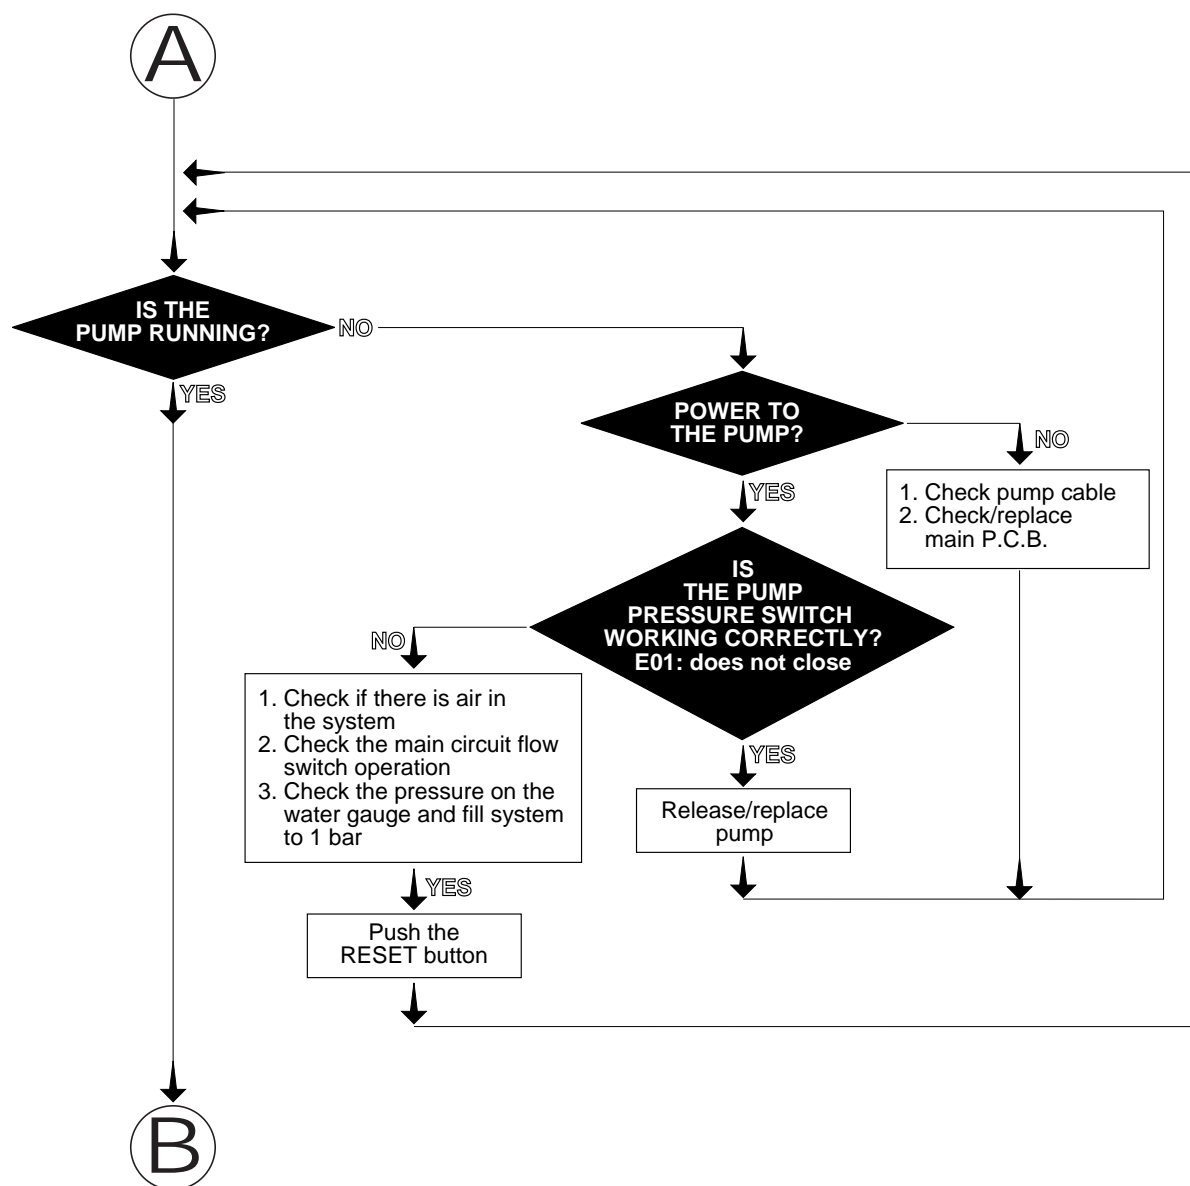 A
IS THE
PUMP RUNNING?
NO
YES
POWER TO
THE PUMP?
NO
YES
1. Check pump cable
2. Check/replace
main P.C.B.
IS
THE PUMP
PRESSURE SWITCH
WORKING CORRECTLY?
E01: does not close
NO
YES
1. Check if there is air in
the system
2. Check the main circuit flow
switch operation
3. Check the pressure on the
water gauge and fill system
to 1 bar
Release/replace
pump
YES
Push the
RESET button
B